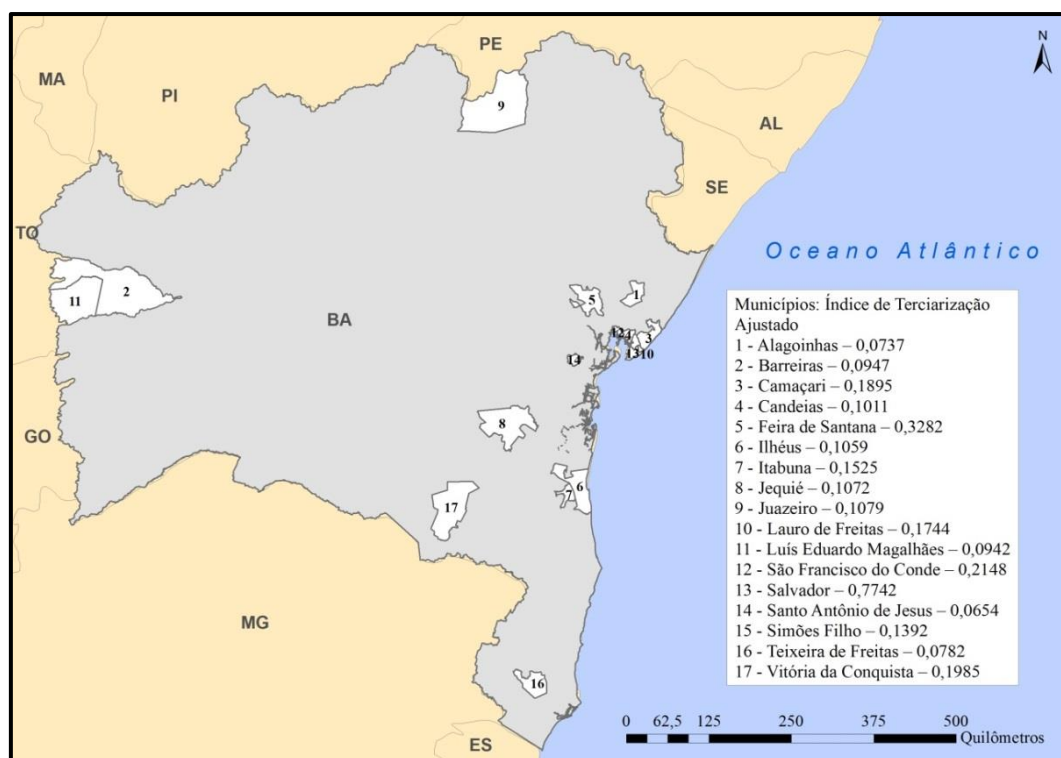 N
PE
MA
PI
9
AL
SE
TO
Oceano Atlântico
11
2
5
1
BA
12
4
3
13
10
14
GO
8
7
6
17
MG
16
ES
Municípios: Índice de Terciarização
Ajustado
1 - Alagoinhas – 0,0737
2 - Barreiras – 0,0947
3 - Camaçari – 0,1895
4 - Candeias – 0,1011
5 - Feira de Santana – 0,3282
6 - Ilhéus – 0,1059
7 - Itabuna – 0,1525
8 - Jequié – 0,1072
9 - Juazeiro – 0,1079
10 - Lauro de Freitas – 0,1744
11 - Luís Eduardo Magalhães – 0,0942
12 - São Francisco do Conde – 0,2148
13 - Salvador – 0,7742
14 - Santo Antônio de Jesus – 0,0654
15 - Simões Filho – 0,1392
16 - Teixeira de Freitas – 0,0782
17 - Vitória da Conquista – 0,1985
0 62,5 125 250 375 500
Quilômetros